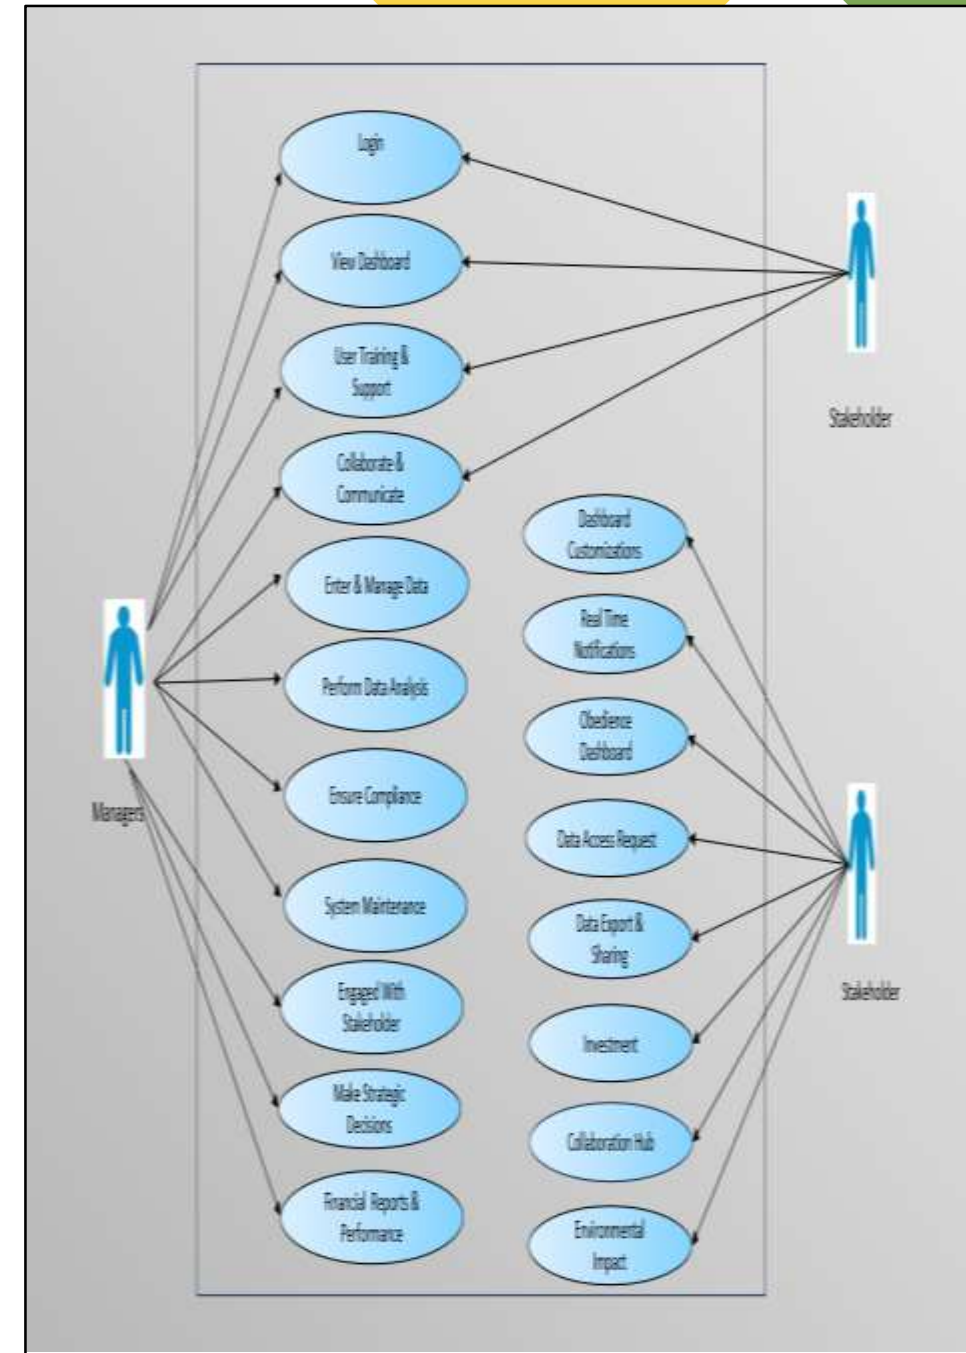 Login
View Dashboard
User Training &
Support
Collaborate &
Communicate
Enter & Manage Data
Perform Data Analysis
Ensure Compliance
System Maintenance
Engaged With
Stakeholder
Make Strategic
Decisions
Financial Reports &
Perfomance
Managers
Stakeholder
Dashboard
Customizations
Real Time
Notifications
Obedience
Dashboard
Data Access Request
Data Export &
Sharing
Investment
Collaboration Hub
Environmental
Impact
Stakeholder